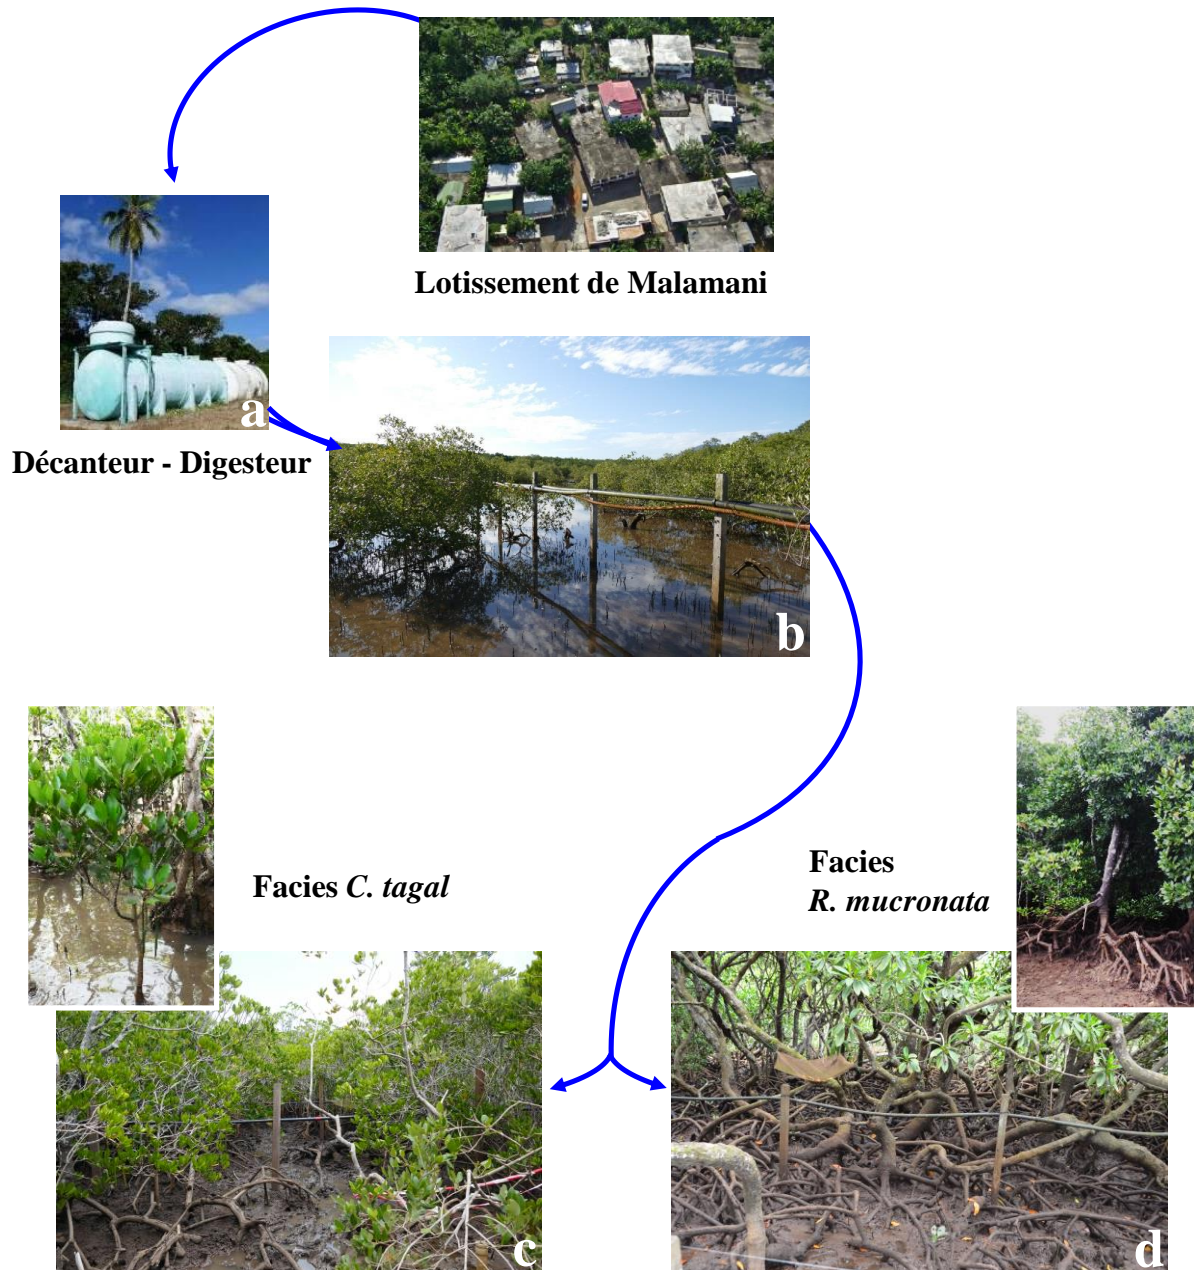 Lotissement de Malamani
a
Décanteur - Digesteur
b
Facies C. tagal
Facies
R. mucronata
c
d